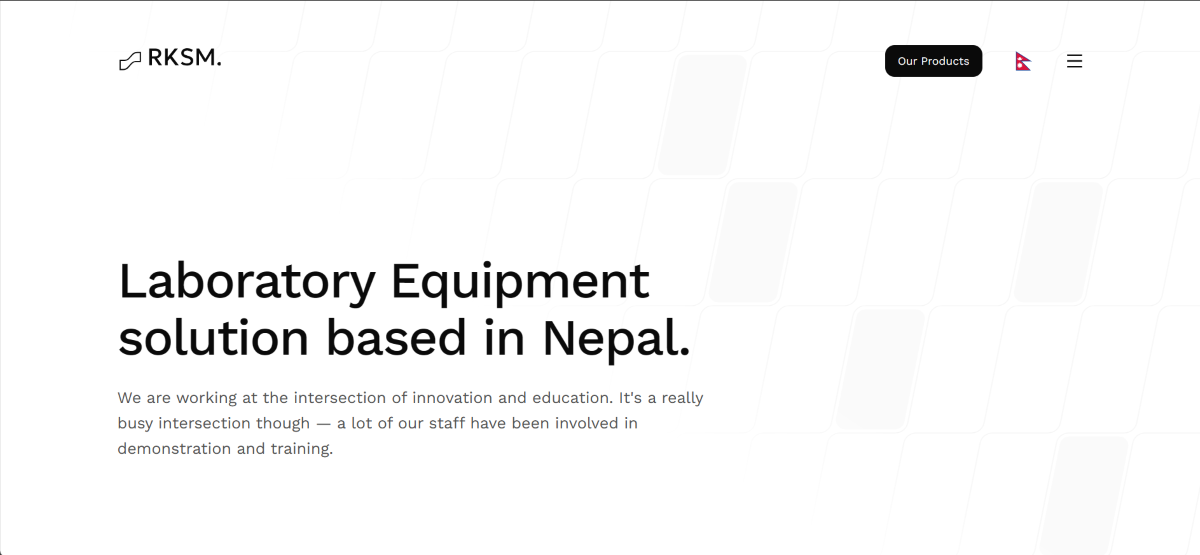 RKSM.
Our Products
Laboratory Equipment
solution based in Nepal.
We are working at the intersection of innovation and education. It's a really
busy intersection though — a lot of our staff have been involved in
demonstration and training.